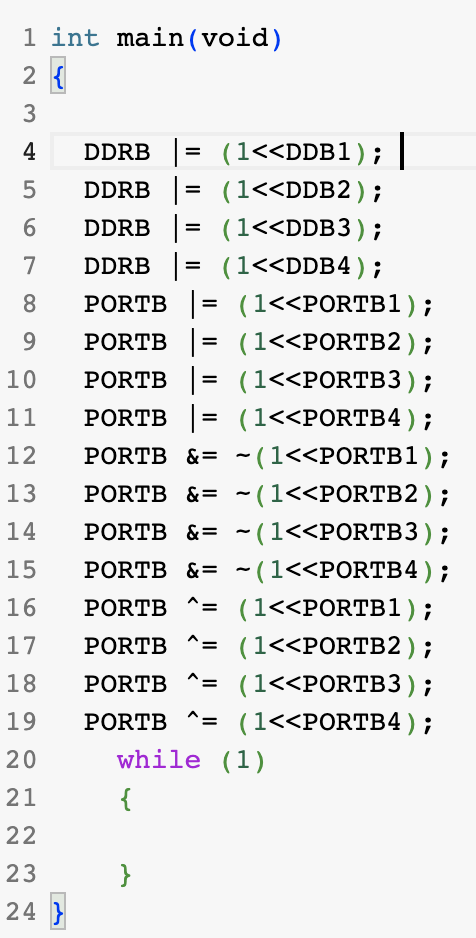 1 int main(void)
2 {
3
4 DDRB |= (1<<DDB1);
5 DDRB |= (1<<DDB2);
6 DDRB |= (1<<DDB3);
7 DDRB |= (1<<DDB4);
8 PORTB |= (1<<PORTB1);
9 PORTB |= (1<<PORTB2);
10 PORTB |= (1<<PORTB3);
11 PORTB |= (1<<PORTB4);
12 PORTB &= ~(1<<PORTB1);
13 PORTB &= ~(1<<PORTB2);
14 PORTB &= ~(1<<PORTB3);
15 PORTB &= ~(1<<PORTB4);
16 PORTB ^= (1<<PORTB1);
17 PORTB ^= (1<<PORTB2);
18 PORTB ^= (1<<PORTB3);
19 PORTB ^= (1<<PORTB4);
20 while (1)
21 {
22
23 }
24 }